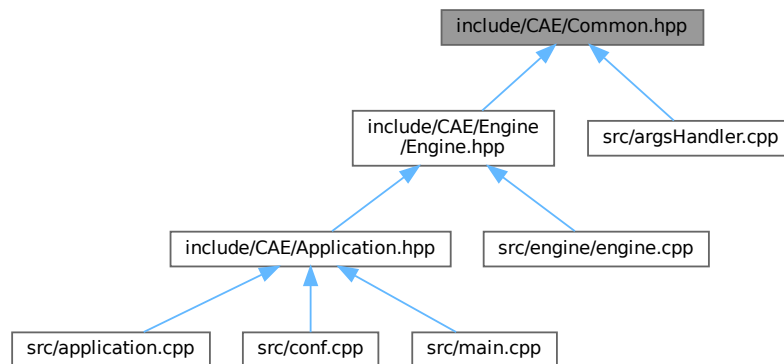 include/CAE/Common.hpp
include/CAE/Engine
/Engine.hpp
src/argsHandler.cpp
include/CAE/Application.hpp
src/engine/engine.cpp
src/application.cpp
src/conf.cpp
src/main.cpp